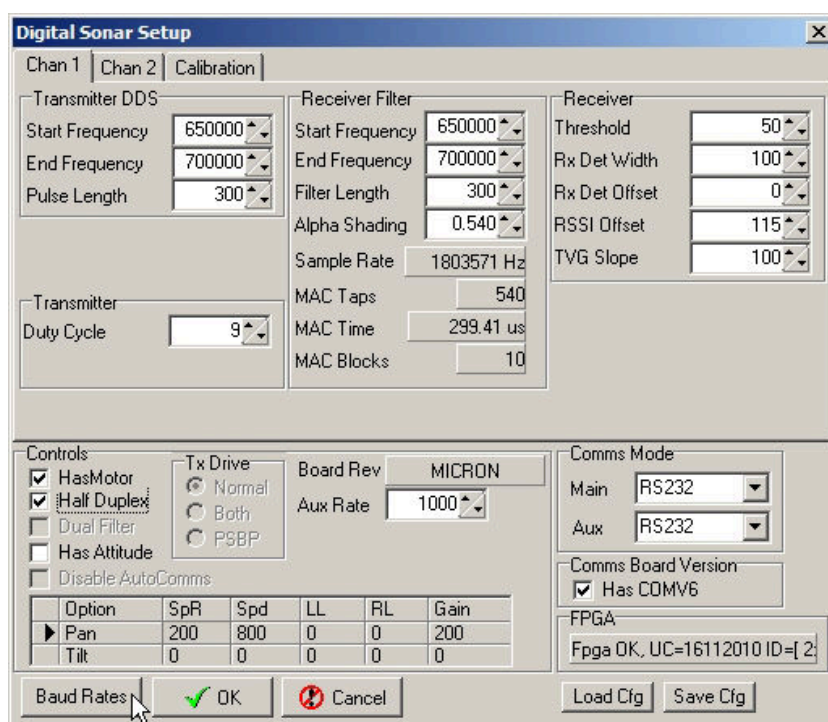 Digital Sonar Setup
Chan 1 Chan 2 Calibration
Transmitter DDS
Start Frequency 650000
End Frequency 700000
Pulse Length 300
Transmitter
Duty Cycle 9
Receiver Filter
Start Frequency 650000
End Frequency 700000
Filter Length 300
Alpha Shading 0.540
Sample Rate 1803571 Hz
MAC Taps 540
MAC Time 299.41 us
MAC Blocks 10
Receiver
Threshold 50
Rx Det Width 100
Rx Det Offset 0
RSSI Offset 115
TVG Slope 100
Controls
HasMotor
Half Duplex
Dual Filter
Has Attitude
Disable AutoComms
Tx Drive
Normal
Both
PSBP
Board Rev MICRON
Aux Rate 1000
Option SpR Spd LL RL Gain
Pan 200 800 0 0 200
Tilt 0 0 0 0 0
Comms Mode
Main RS232
Aux RS232
Comms Board Version
Has COMV6
FPGA
Fpga OK, UC=16112010 ID=[ 2:
Baud Rates OK Cancel Load Cfg Save Cfg